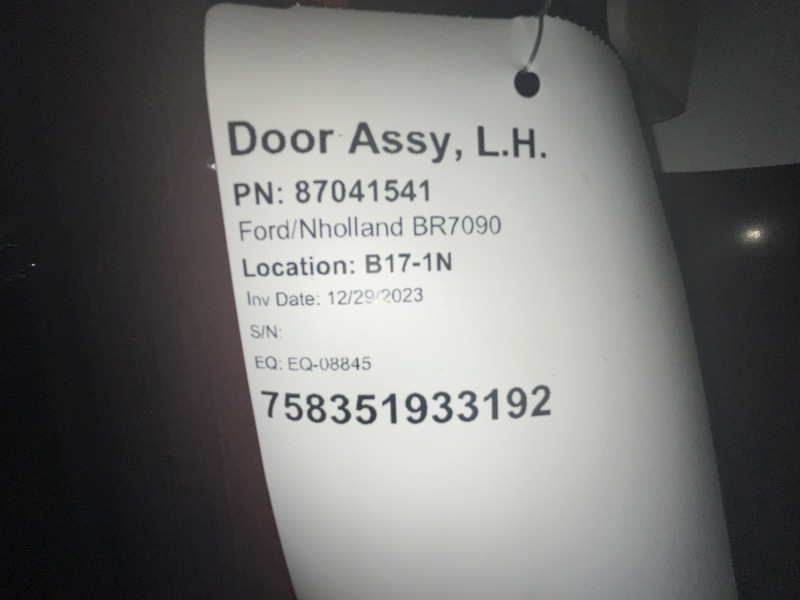 Door Assy, L.H.
PN: 87041541
Ford/Nholland BR7090
Location: B17-1N
Inv Date: 12/29/2023
S/N:
EQ: EQ-08845
758351933192